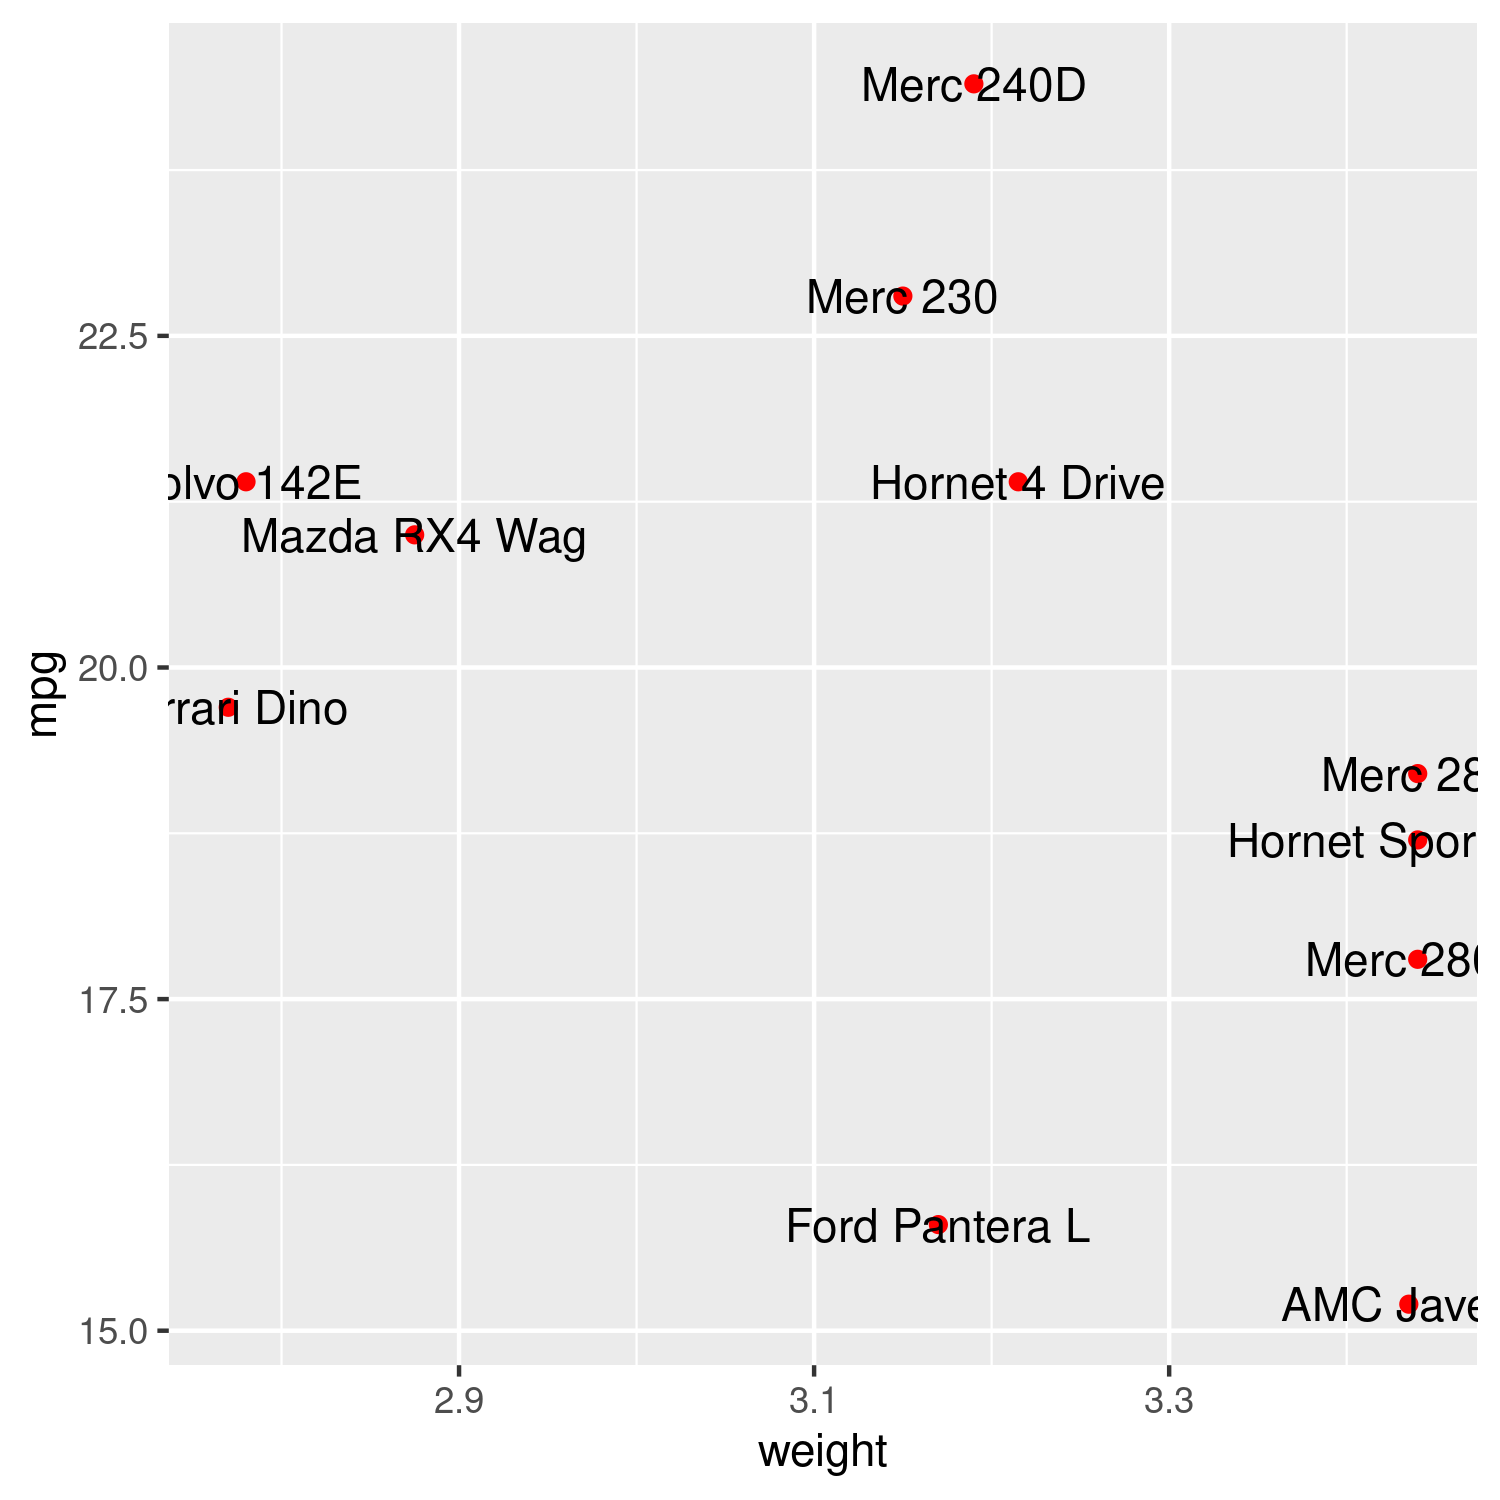 Merc 240D
Merc 230
22.5
olvo 142E
Hornet 4 Drive
Mazda RX4 Wag
20.0
rrari Dino
Merc 28
Hornet Spor
Merc 280
17.5
Ford Pantera L
AMC Jave
15.0
2.9 3.1 3.3
weight
mpg